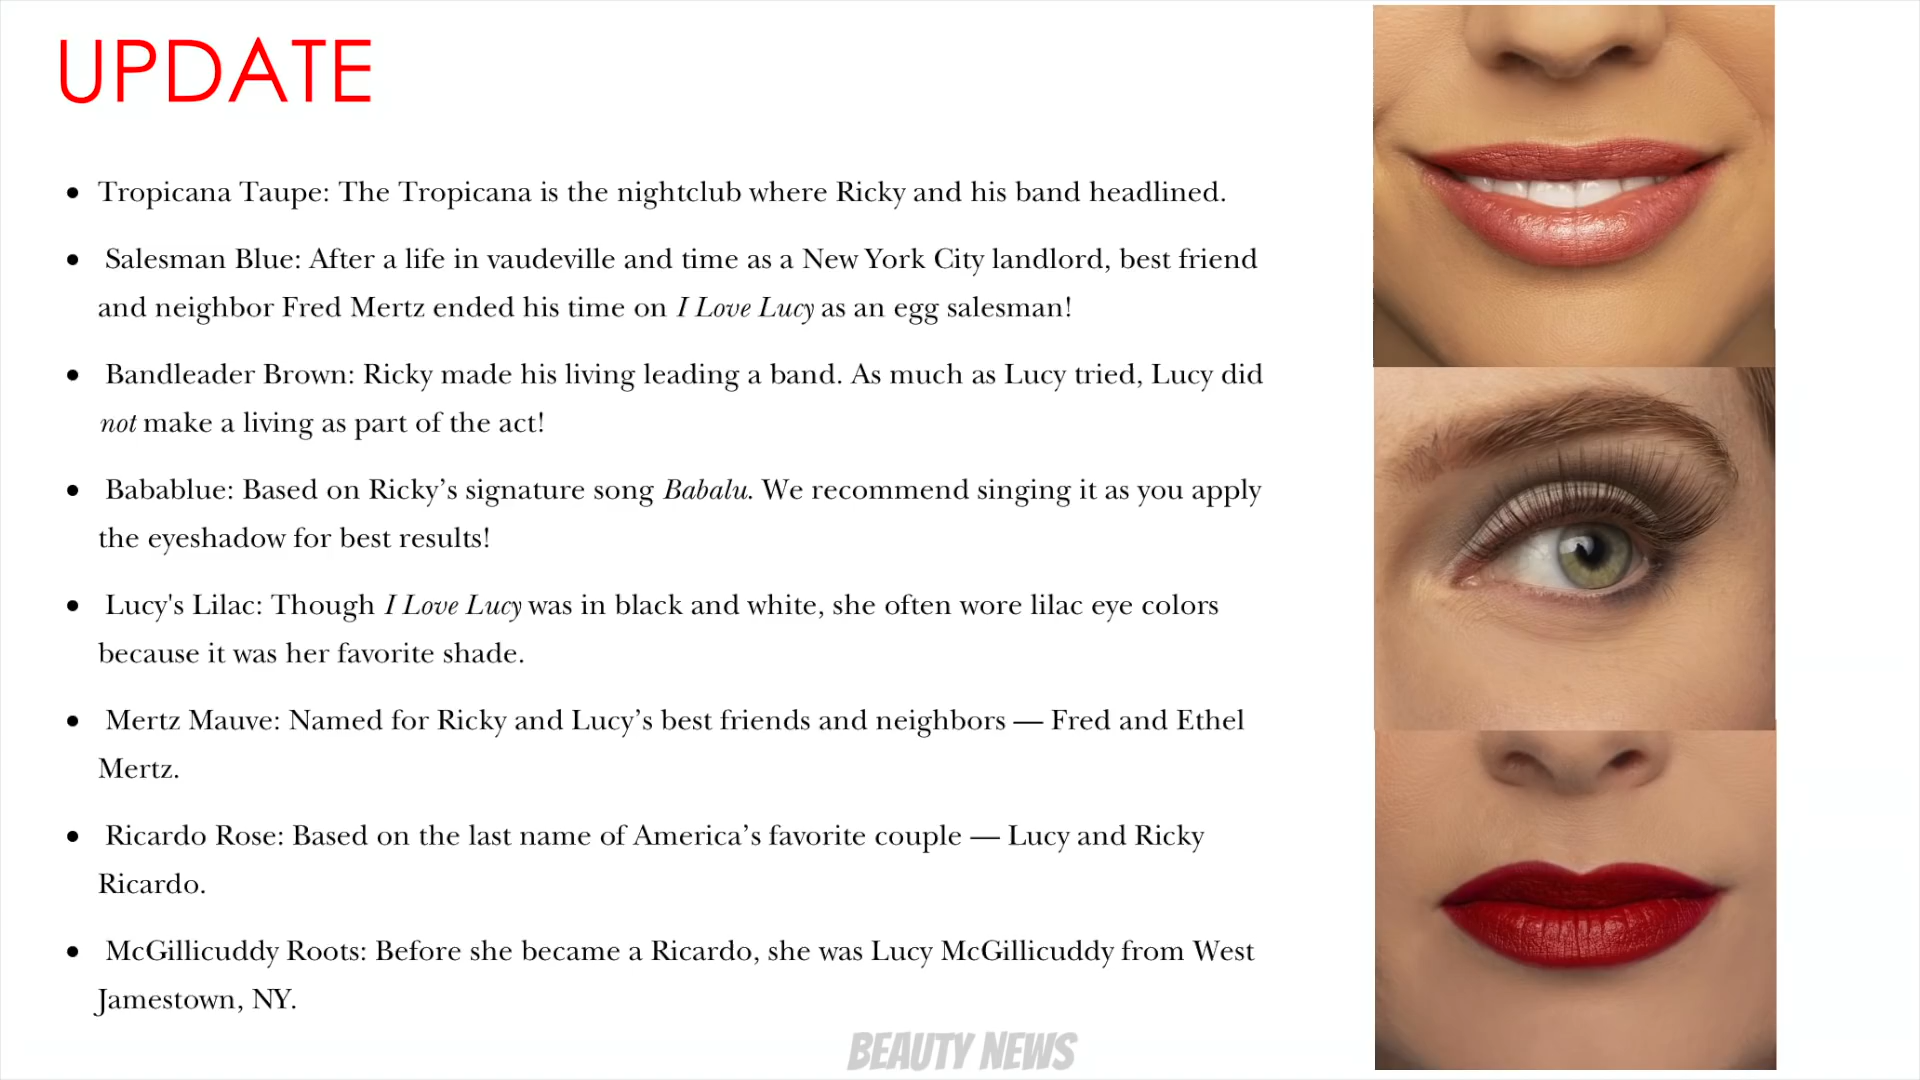 UPDATE
• Tropicana Taupe: The Tropicana is the nightclub where Ricky and his band headlined.
• Salesman Blue: After a life in vaudeville and time as a New York City landlord, best friend
and neighbor Fred Mertz ended his time on I Love Lucy as an egg salesman!
• Bandleader Brown: Ricky made his living leading a band. As much as Lucy tried, Lucy did
not make a living as part of the act!
• Babablue: Based on Ricky’s signature song Babalu. We recommend singing it as you apply
the eyeshadow for best results!
• Lucy's Lilac: Though I Love Lucy was in black and white, she often wore lilac eye colors
because it was her favorite shade.
• Mertz Mauve: Named for Ricky and Lucy’s best friends and neighbors — Fred and Ethel
Mertz.
• Ricardo Rose: Based on the last name of America’s favorite couple — Lucy and Ricky
Ricardo.
• McGillicuddy Roots: Before she became a Ricardo, she was Lucy McGillicuddy from West
Jamestown, NY.
BEAUTY NEWS